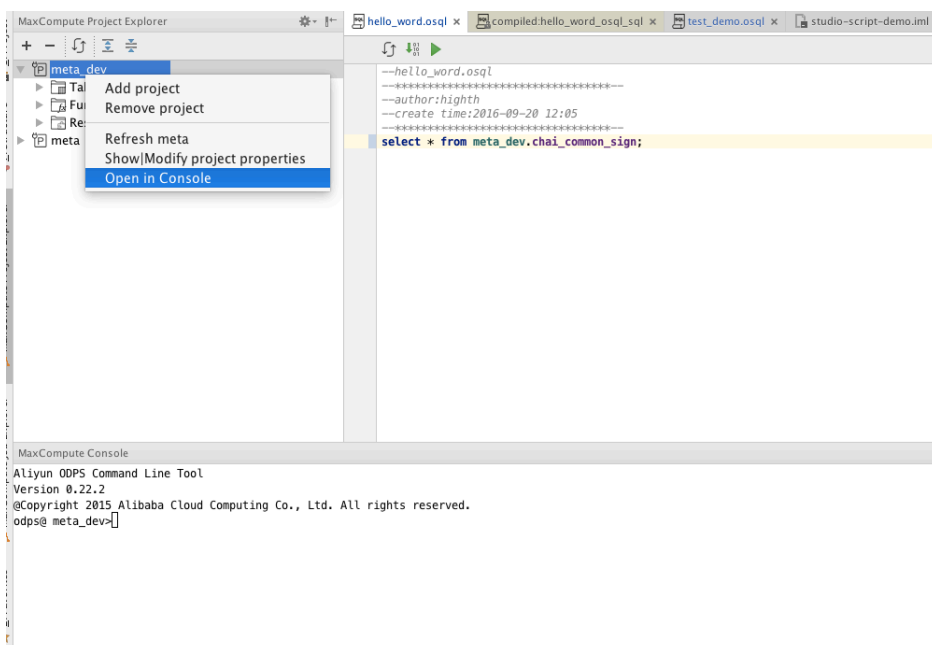 MaxCompute Project Explorer
hello_word.osql
compiled:hello_word_osql_sql
test_demo.osql
studio-script-demo.iml
meta_dev
Ta
Fu
Re
meta
Add project
Remove project
Refresh meta
Show|Modify project properties
Open in Console
--hello_word.osql
--**********************************--
--author:highth
--create time:2016-09-20 12:05
--**********************************--
select * from meta_dev.chai_common_sign;
MaxCompute Console
Aliyun ODPS Command Line Tool
Version 0.22.2
@Copyright 2015 Alibaba Cloud Computing Co., Ltd. All rights reserved.
odps@ meta_dev>